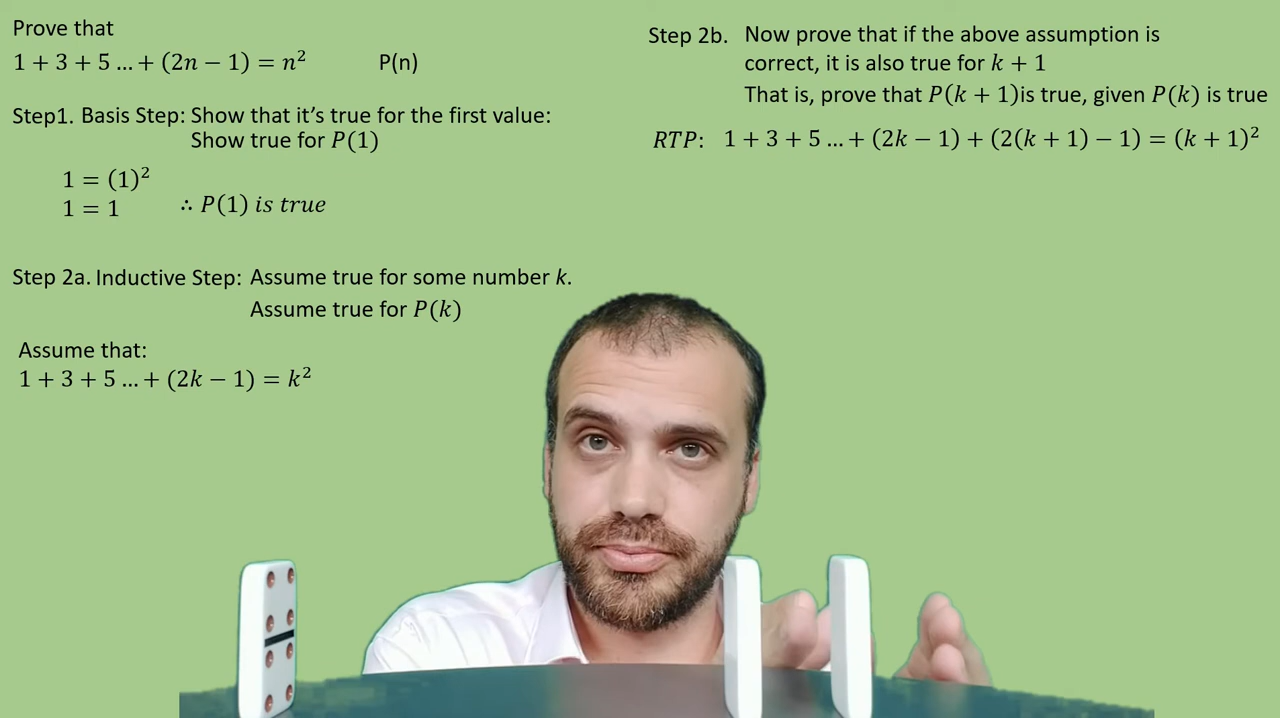 Prove that
1 + 3 + 5 … + (2n − 1) = n² P(n)
Step1. Basis Step: Show that it's true for the first value:
Show true for P(1)
1 = (1)²
1 = 1 ∴ P(1) is true
Step 2a. Inductive Step: Assume true for some number k.
Assume true for P(k)
Assume that:
1 + 3 + 5 … + (2k − 1) = k²
Step 2b. Now prove that if the above assumption is
correct, it is also true for k + 1
That is, prove that P(k + 1)is true, given P(k) is true
RTP: 1 + 3 + 5 … + (2k − 1) + (2(k + 1) − 1) = (k + 1)²